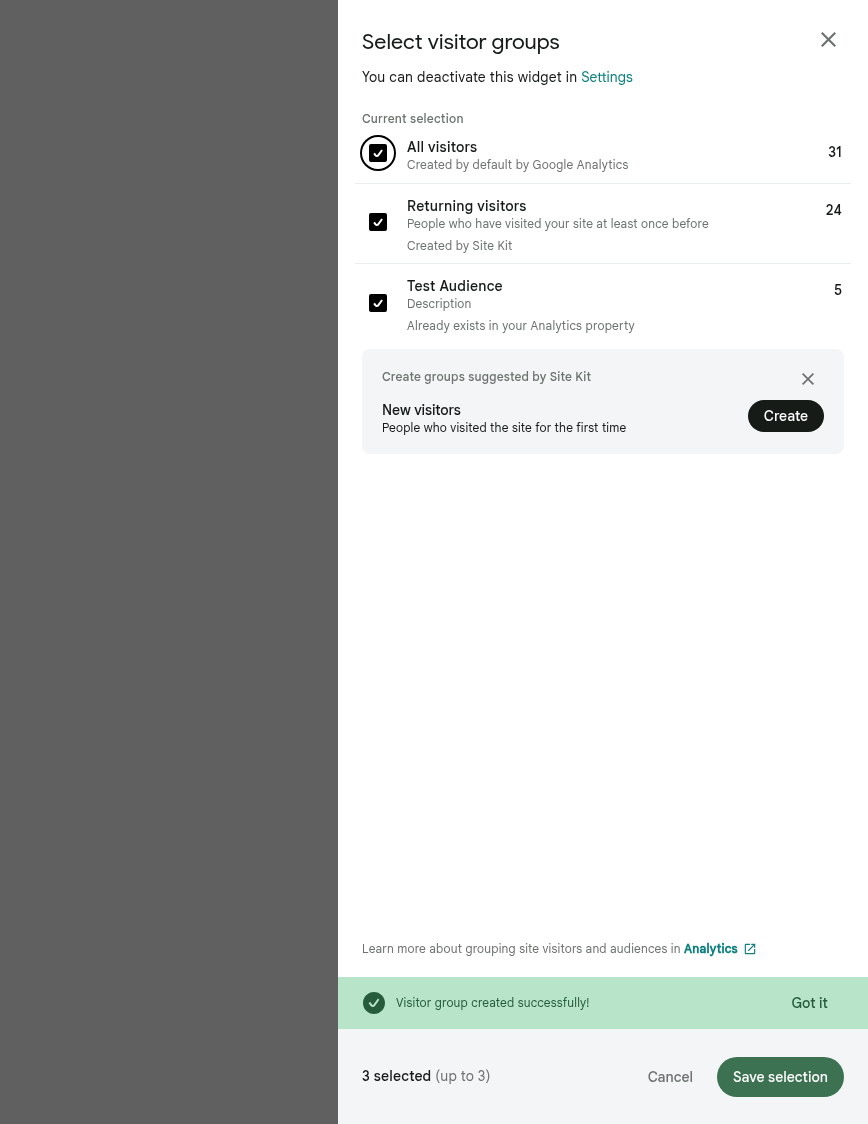 Select visitor groups
You can deactivate this widget in Settings
Current selection
All visitors 31
Created by default by Google Analytics
Returning visitors 24
People who have visited your site at least once before
Created by Site Kit
Test Audience 5
Description
Already exists in your Analytics property
Create groups suggested by Site Kit
New visitors
People who visited the site for the first time
Create
Learn more about grouping site visitors and audiences in Analytics
Visitor group created successfully! Got it
3 selected (up to 3) Cancel Save selection